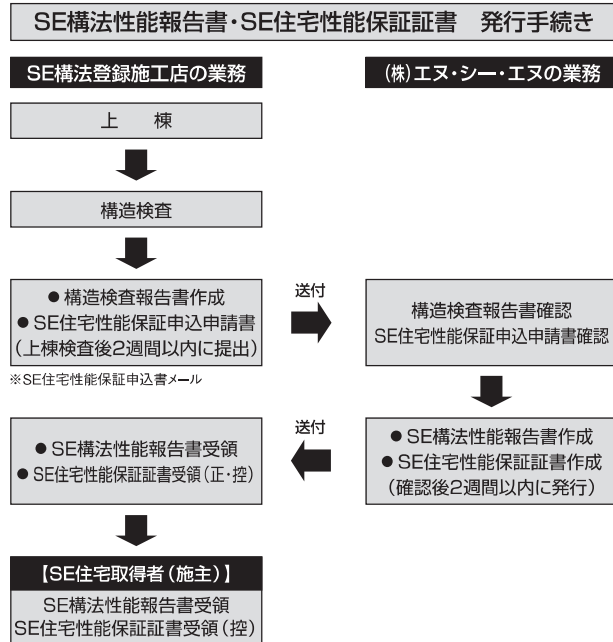 SE構法性能報告書・SE住宅性能保証証書　発行手続き
SE構法登録施工店の業務
(株)エヌ・シー・エヌの業務
上　棟
構造検査
● 構造検査報告書作成
● SE住宅性能保証申込申請書
(上棟検査後2週間以内に提出)
※SE住宅性能保証申込書メール
送付
構造検査報告書確認
SE住宅性能保証申込申請書確認
● SE構法性能報告書作成
● SE住宅性能保証証書作成
(確認後2週間以内に発行)
送付
● SE構法性能報告書受領
● SE住宅性能保証証書受領(正・控)
【SE住宅取得者(施主)】
SE構法性能報告書受領
SE住宅性能保証証書受領(控)